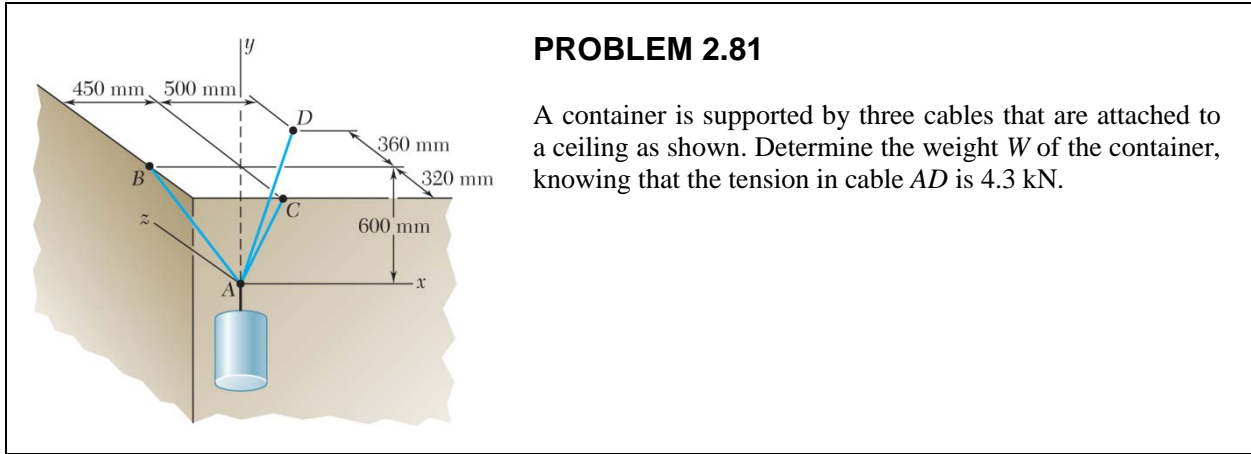 PROBLEM 2.81
A container is supported by three cables that are attached to
a ceiling as shown. Determine the weight W of the container,
knowing that the tension in cable AD is 4.3 kN.
y
450 mm 500 mm
D
360 mm
320 mm
B
C
z
600 mm
A
x